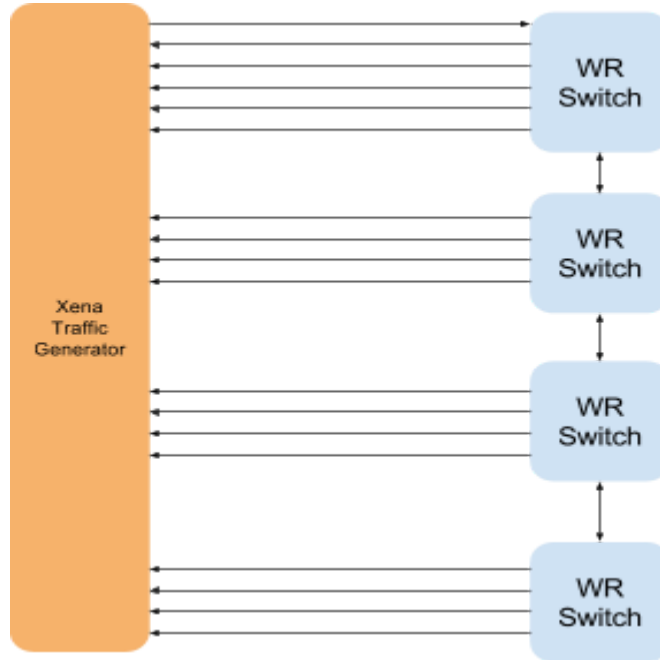 WR
Switch
WR
Switch
Xena
Traffic
Generator
WR
Switch
WR
Switch